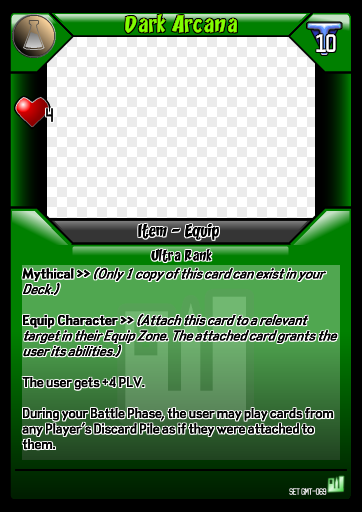 Dark Arcana
10
4
Item - Equip
Ultra Rank
Mythical >> (Only 1 copy of this card can exist in your
Deck.)
Equip Character >> (Attach this card to a relevant
target in their Equip Zone. The attached card grants the
user its abilities.)
The user gets +4 PLV.
During your Battle Phase, the user may play cards from
any Player's Discard Pile as if they were attached to
them.
SET GMT-069